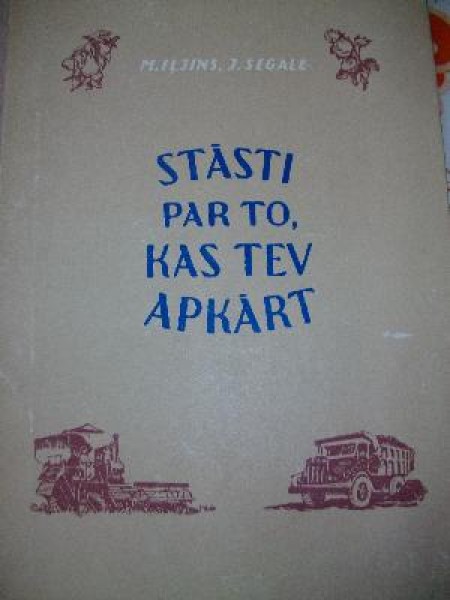 M. IĻJINS, J. SEGALE
STĀSTI
PAR TO,
KAS TEV
APKĀRT